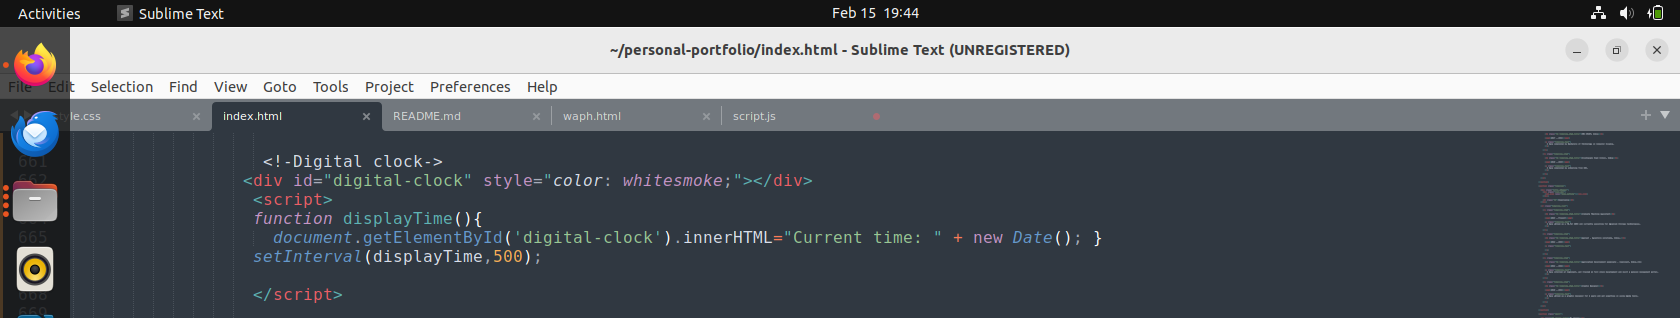 Activities Sublime Text Feb 15 19:44
~/personal-portfolio/index.html - Sublime Text (UNREGISTERED)
File Edit Selection Find View Goto Tools Project Preferences Help
index.html README.md waph.html script.js
661 <!-Digital clock->
662 <div id="digital-clock" style="color: whitesmoke;"></div>
<script>
function displayTime(){
665 document.getElementById('digital-clock').innerHTML="Current time: " + new Date(); }
setInterval(displayTime,500);
668 </script>
669